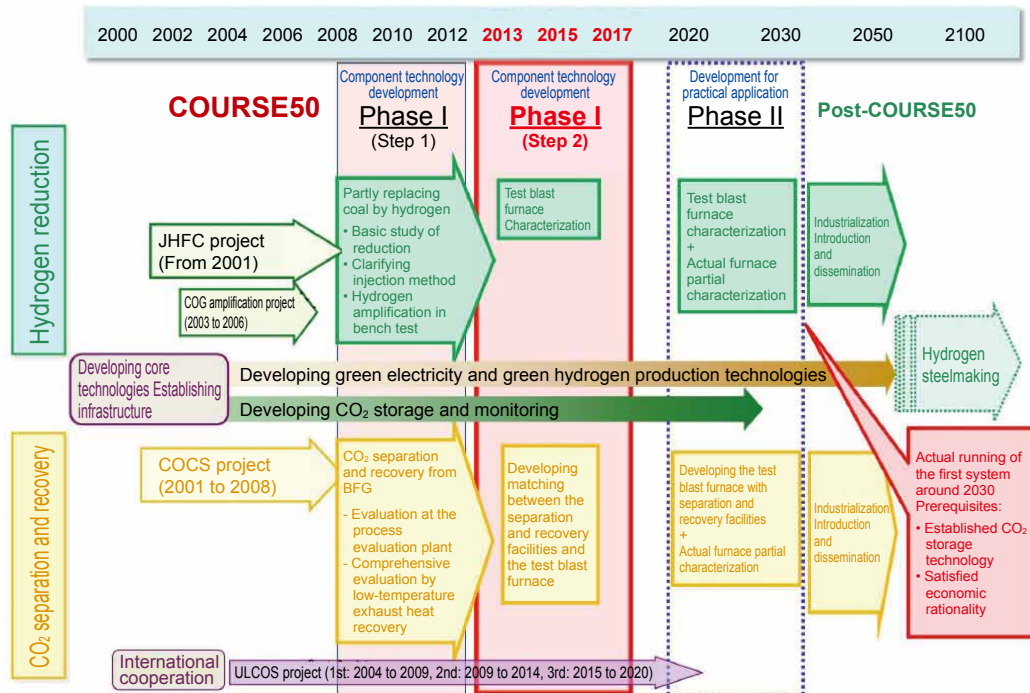 2000 2002 2004 2006 2008 2010 2012 2013 2015 2017 2020 2030 2050 2100
COURSE50
Component technology
development
Phase I
(Step 1)
Component technology
development
Phase I
(Step 2)
Development for
practical application
Phase II
Post-COURSE50
Hydrogen reduction
JHFC project
(From 2001)
COG amplification project
(2003 to 2006)
Partly replacing
coal by hydrogen
• Basic study of
reduction
• Clarifying
injection method
• Hydrogen
amplification in
bench test
Test blast
furnace
Characterization
Test blast
furnace
characterization
+
Actual furnace
partial
characterization
Industrialization
Introduction
and
dissemination
Hydrogen
steelmaking
Developing core
technologies Establishing
infrastructure
Developing green electricity and green hydrogen production technologies
Developing CO₂ storage and monitoring
CO₂ separation and recovery
COCS project
(2001 to 2008)
CO₂ separation
and recovery from
BFG
- Evaluation at the
process
evaluation plant
- Comprehensive
evaluation by
low-temperature
exhaust heat
recovery
Developing
matching
between the
separation
and recovery
facilities and
the test blast
furnace
Developing the test
blast furnace with
separation and
recovery facilities
+
Actual furnace partial
characterization
Industrialization
Introduction
and
dissemination
Actual running of
the first system
around 2030
Prerequisites:
• Established CO₂
storage
technology
• Satisfied
economic
rationality
International
cooperation
ULCOS project (1st: 2004 to 2009, 2nd: 2009 to 2014, 3rd: 2015 to 2020)